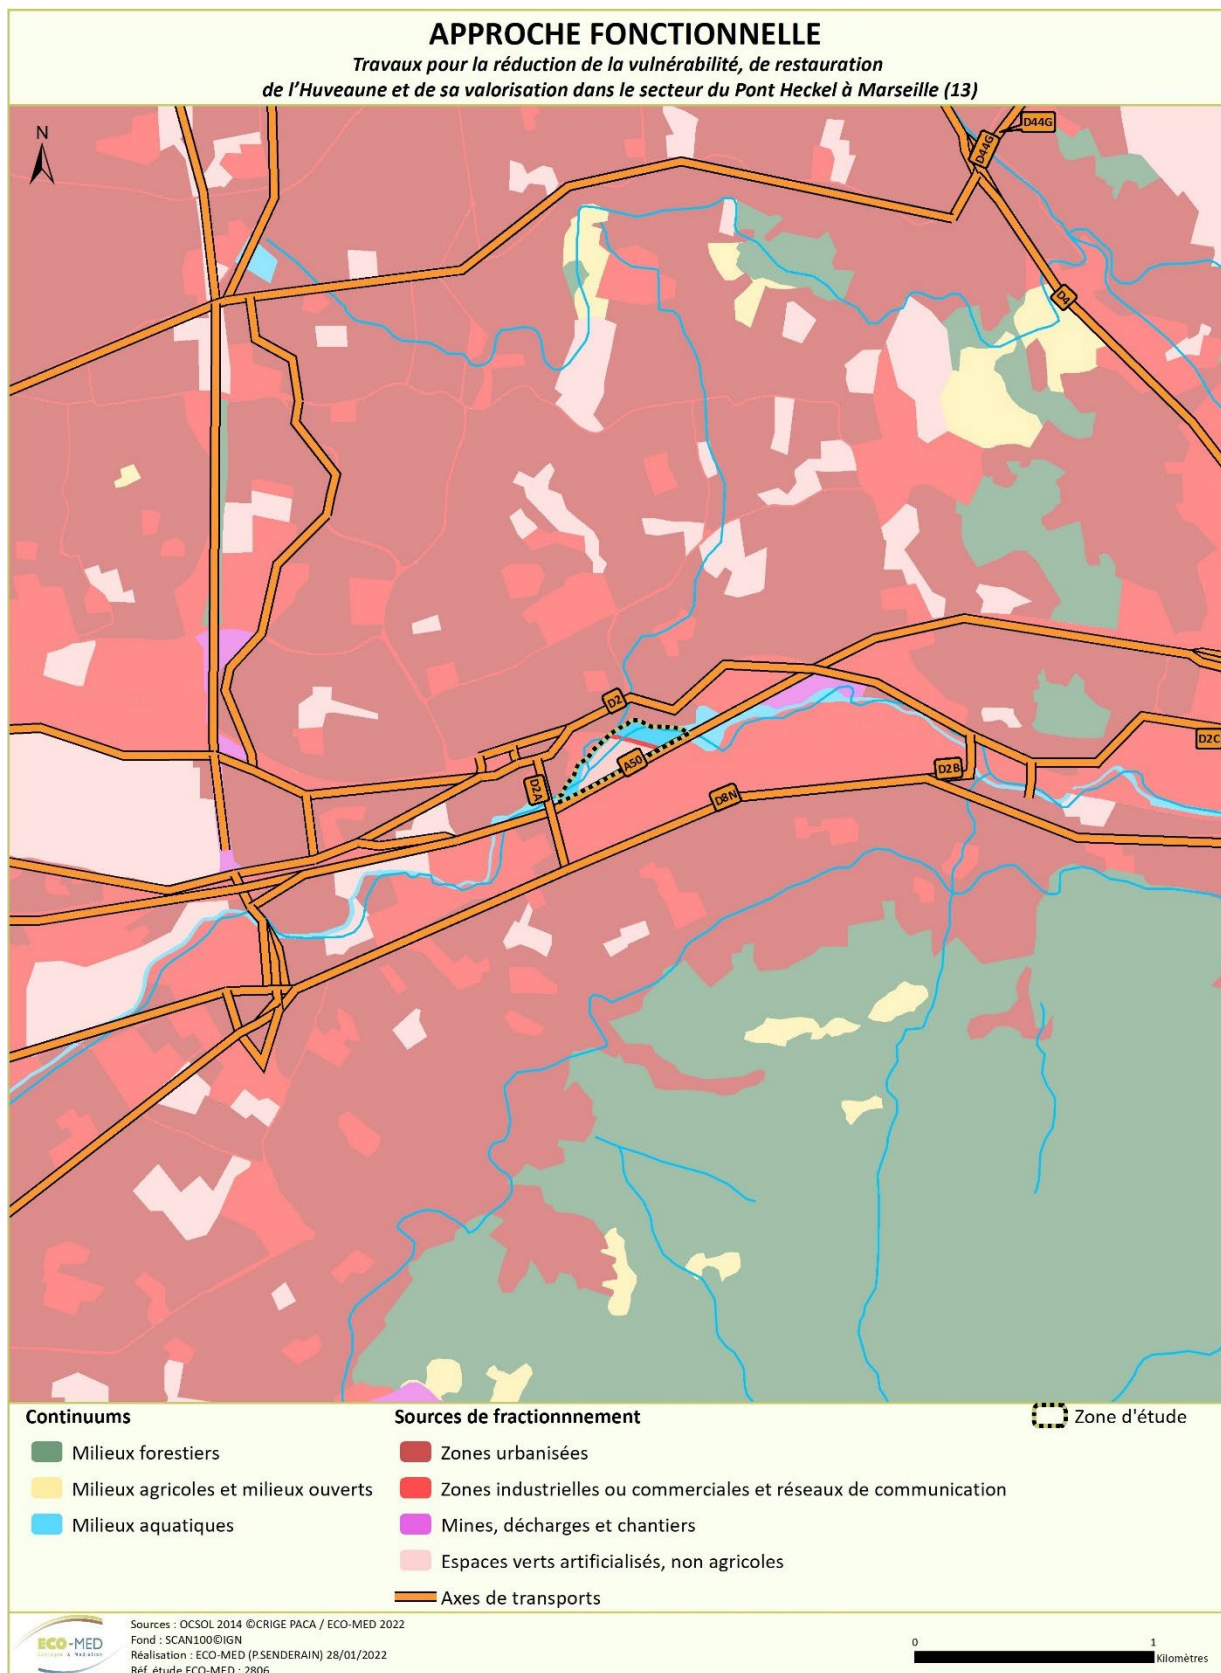 APPROCHE FONCTIONNELLE
Travaux pour la réduction de la vulnérabilité, de restauration
de l'Huveaune et de sa valorisation dans le secteur du Pont Heckel à Marseille (13)
N
D44G
D44G
D4
D2
A50
D2A
D8N
D2B
D2C
Continuums
Milieux forestiers
Milieux agricoles et milieux ouverts
Milieux aquatiques
Sources de fractionnnement
Zones urbanisées
Zones industrielles ou commerciales et réseaux de communication
Mines, décharges et chantiers
Espaces verts artificialisés, non agricoles
Axes de transports
Zone d'étude
ECO-MED
Ecologie & Médiation
Sources : OCSOL 2014 ©CRIGE PACA / ECO-MED 2022
Fond : SCAN100©IGN
Réalisation : ECO-MED (P.SENDERAIN) 28/01/2022
Réf. étude ECO-MED : 2806
0 1
Kilomètres